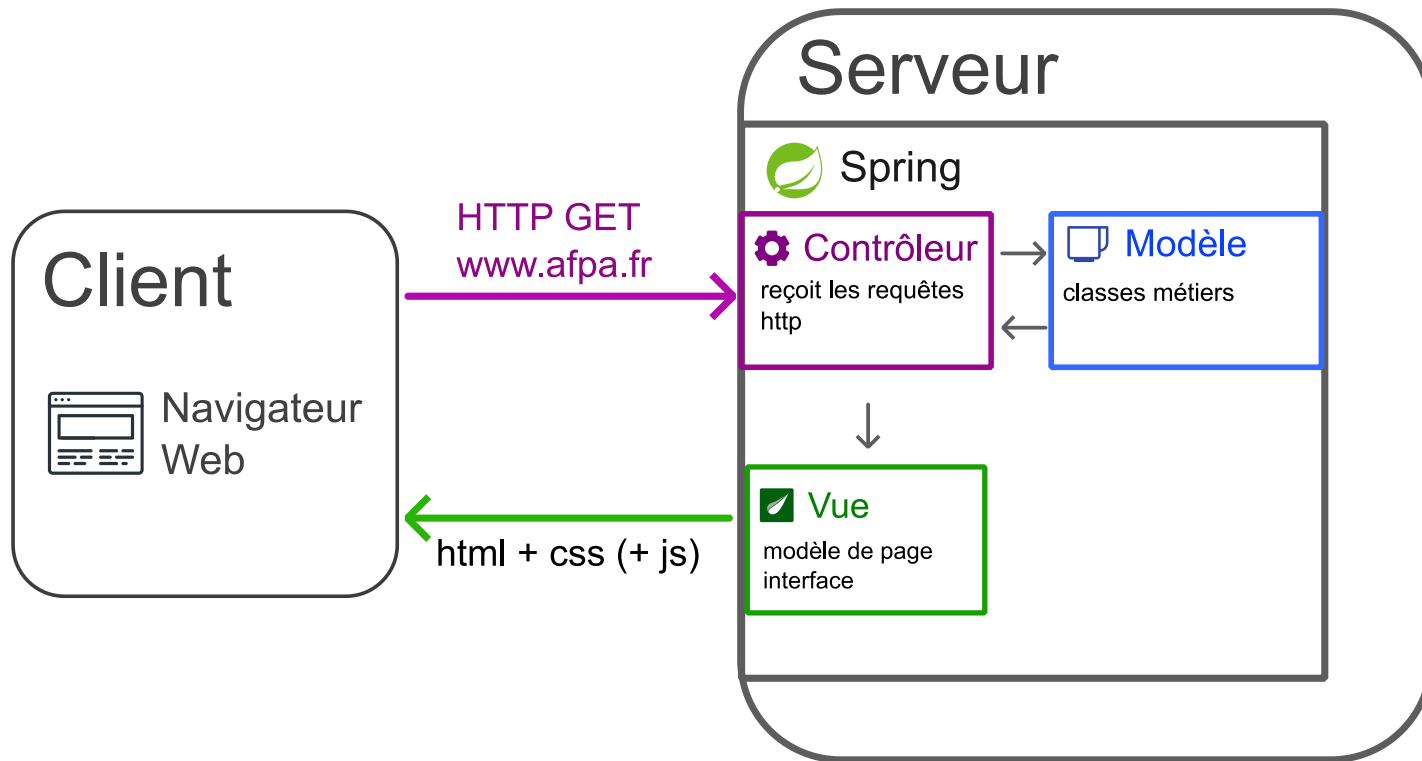 Serveur
Spring
HTTP GET
www.afpa.fr
Client
Navigateur
Web
Contrôleur
reçoit les requêtes
http
Modèle
classes métiers
Vue
modèle de page
interface
html + css (+ js)